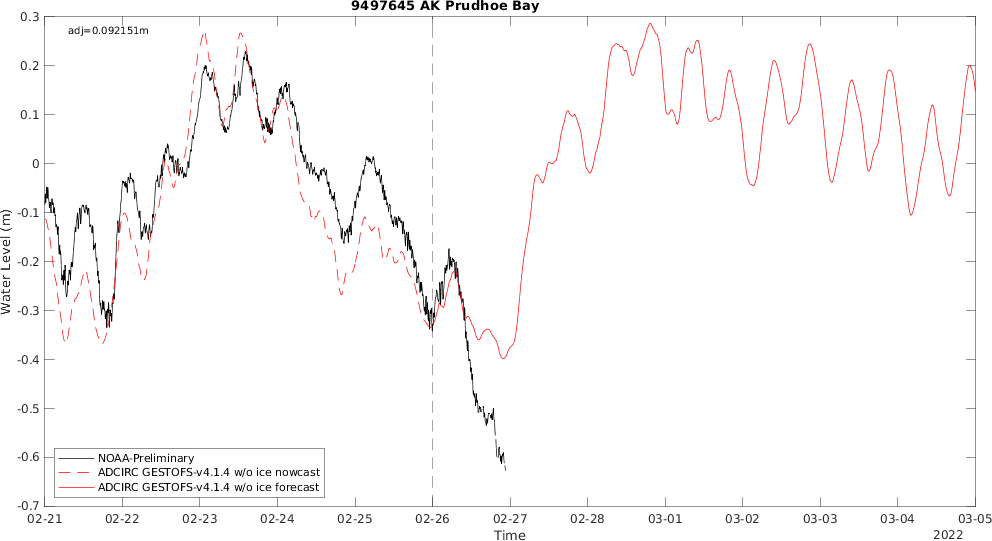 9497645 AK Prudhoe Bay
adj=0.092151m
0.3
0.2
0.1
0
-0.1
-0.2
-0.3
-0.4
-0.5
-0.6
-0.7
Water Level (m)
NOAA-Preliminary
ADCIRC GESTOFS-v4.1.4 w/o ice nowcast
ADCIRC GESTOFS-v4.1.4 w/o ice forecast
02-21 02-22 02-23 02-24 02-25 02-26 02-27 02-28 03-01 03-02 03-03 03-04 03-05
Time
2022